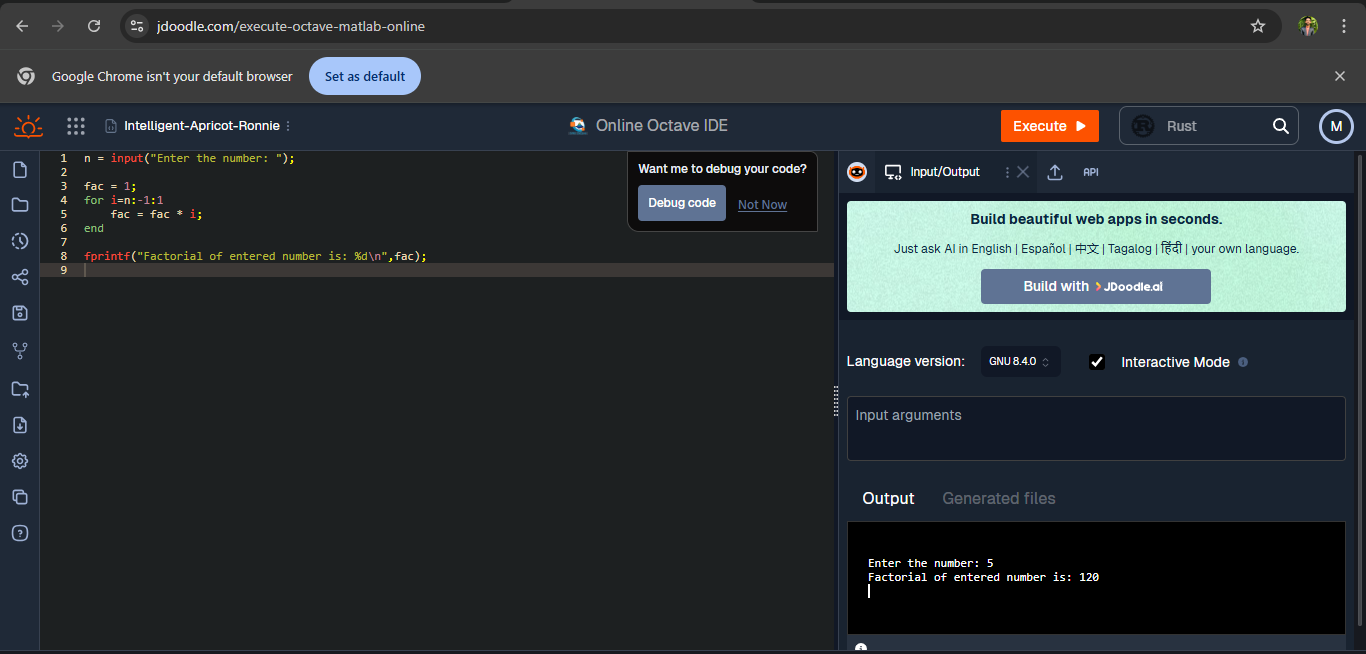 jdoodle.com/execute-octave-matlab-online
Google Chrome isn't your default browser
Set as default
Intelligent-Apricot-Ronnie
Online Octave IDE
Execute
Rust
M
1 n = input("Enter the number: ");
2
3 fac = 1;
4 for i=n:-1:1
5     fac = fac * i;
6 end
7
8 fprintf("Factorial of entered number is: %d\n",fac);
9
Want me to debug your code?
Debug code
Not Now
Input/Output
API
Build beautiful web apps in seconds.
Just ask AI in English | Español | 中文 | Tagalog | हिंदी | your own language.
Build with JDoodle.ai
Language version:
GNU 8.4.0
Interactive Mode
Input arguments
Output
Generated files
Enter the number: 5
Factorial of entered number is: 120